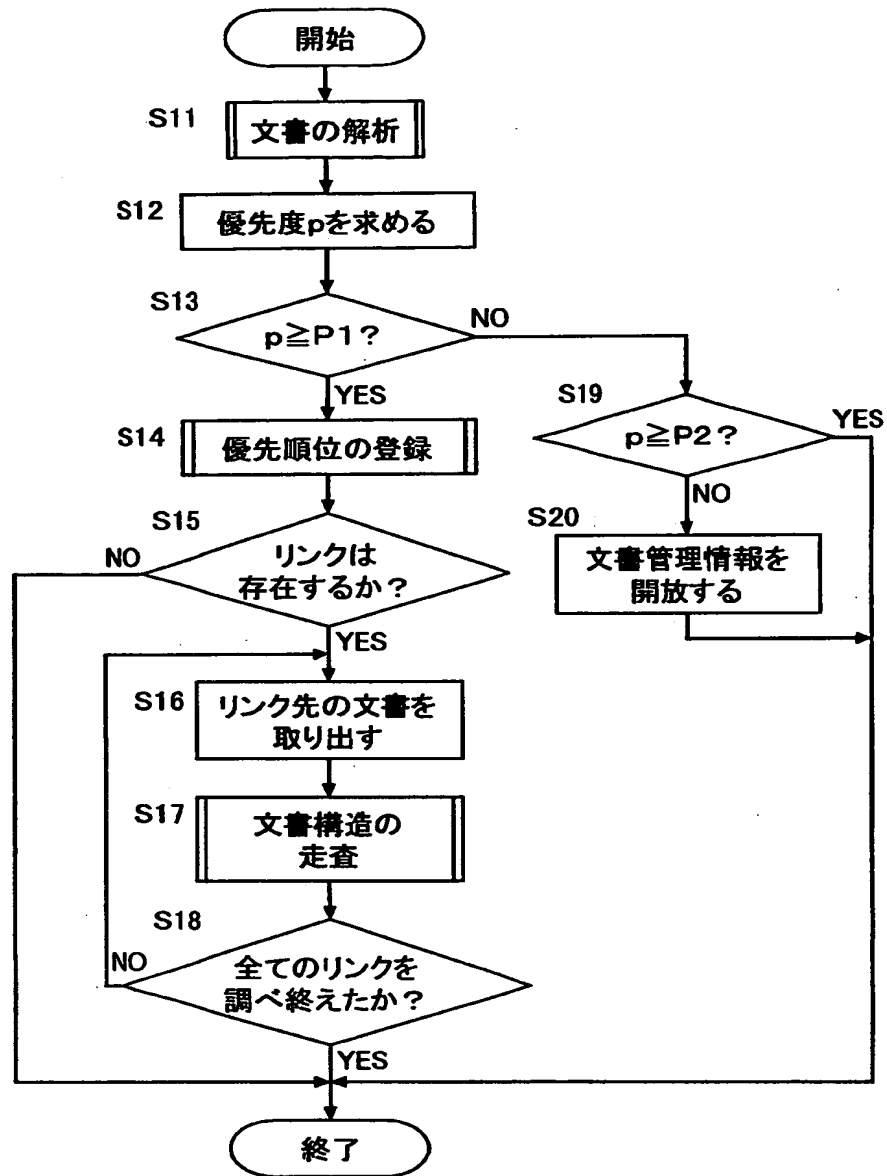 開始
S11
文書の解析
S12
優先度pを求める
S13
p≧P1?
NO
YES
S14
優先順位の登録
S19
p≧P2?
YES
NO
S20
文書管理情報を
開放する
S15
リンクは
存在するか?
NO
YES
S16
リンク先の文書を
取り出す
S17
文書構造の
走査
S18
全てのリンクを
調べ終えたか?
NO
YES
終了